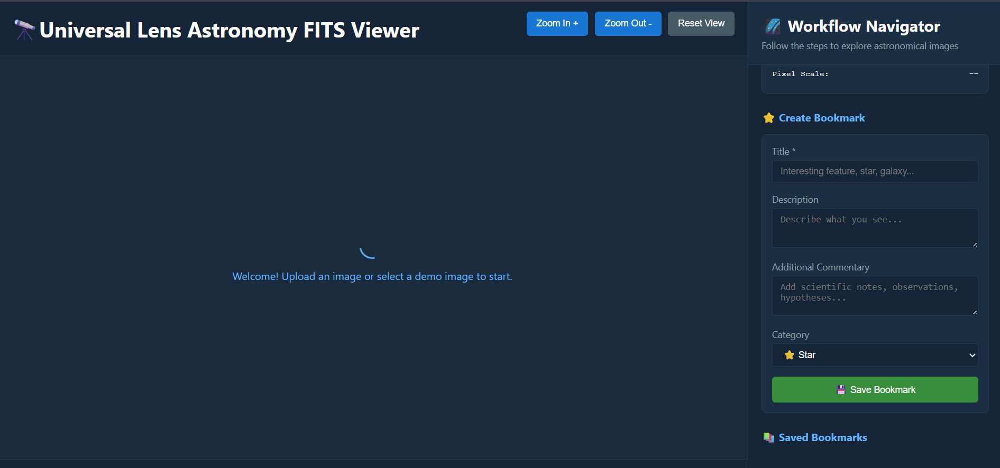 Universal Lens Astronomy FITS Viewer
Zoom In +
Zoom Out -
Reset View
Welcome! Upload an image or select a demo image to start.
Workflow Navigator
Follow the steps to explore astronomical images
Pixel Scale: --
Create Bookmark
Title *
Interesting feature, star, galaxy...
Description
Describe what you see...
Additional Commentary
Add scientific notes, observations,
hypotheses...
Category
Star
Save Bookmark
Saved Bookmarks